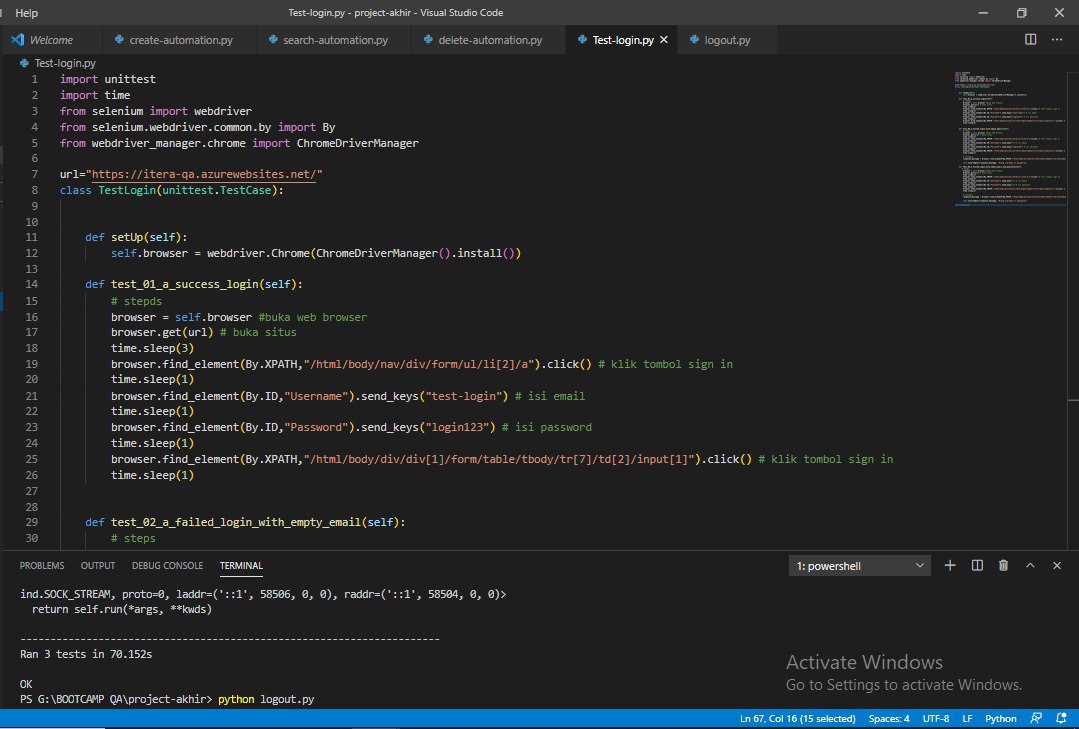 Help
Test-login.py - project-akhir - Visual Studio Code
Welcome
create-automation.py
search-automation.py
delete-automation.py
Test-login.py
logout.py
Test-login.py
1 import unittest
2 import time
3 from selenium import webdriver
4 from selenium.webdriver.common.by import By
5 from webdriver_manager.chrome import ChromeDriverManager
6
7 url="https://itera-qa.azurewebsites.net/"
8 class TestLogin(unittest.TestCase):
9
10
11 def setUp(self):
12 self.browser = webdriver.Chrome(ChromeDriverManager().install())
13
14 def test_01_a_success_login(self):
15 # stepds
16 browser = self.browser #buka web browser
17 browser.get(url) # buka situs
18 time.sleep(3)
19 browser.find_element(By.XPATH,"/html/body/nav/div/form/ul/li[2]/a").click() # klik tombol sign in
20 time.sleep(1)
21 browser.find_element(By.ID,"Username").send_keys("test-login") # isi email
22 time.sleep(1)
23 browser.find_element(By.ID,"Password").send_keys("login123") # isi password
24 time.sleep(1)
25 browser.find_element(By.XPATH,"/html/body/div/div[1]/form/table/tbody/tr[7]/td[2]/input[1]").click() # klik tombol sign in
26 time.sleep(1)
27
28
29 def test_02_a_failed_login_with_empty_email(self):
30 # steps
PROBLEMS OUTPUT DEBUG CONSOLE TERMINAL
1: powershell
ind.SOCK_STREAM, proto=0, laddr=('::1', 58506, 0, 0), raddr=('::1', 58504, 0, 0)>
return self.run(*args, **kwds)
----------------------------------------------------------------------
Ran 3 tests in 70.152s
OK
PS G:\BOOTCAMP QA\project-akhir> python logout.py
Activate Windows
Go to Settings to activate Windows.
Ln 67, Col 16 (15 selected) Spaces: 4 UTF-8 LF Python